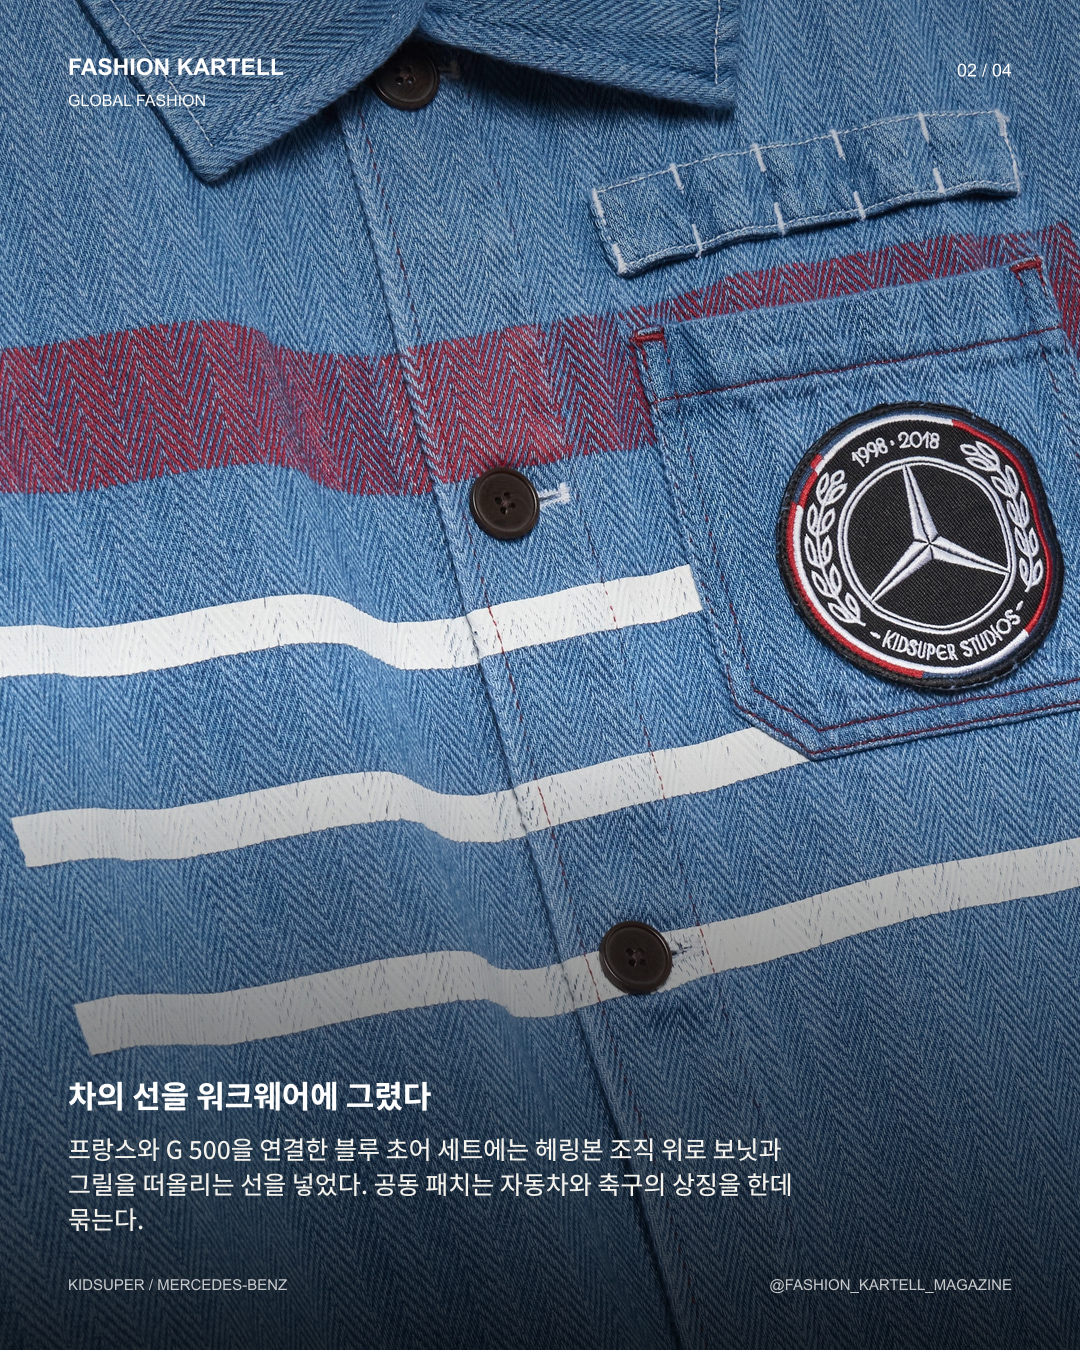 FASHION KARTELL
GLOBAL FASHION
02 / 04
1998 · 2018
- KIDSUPER STUDIOS -
차의 선을 워크웨어에 그렸다
프랑스와 G 500을 연결한 블루 초어 세트에는 헤링본 조직 위로 보닛과
그릴을 떠올리는 선을 넣었다. 공동 패치는 자동차와 축구의 상징을 한데
묶는다.
KIDSUPER / MERCEDES-BENZ
@FASHION_KARTELL_MAGAZINE